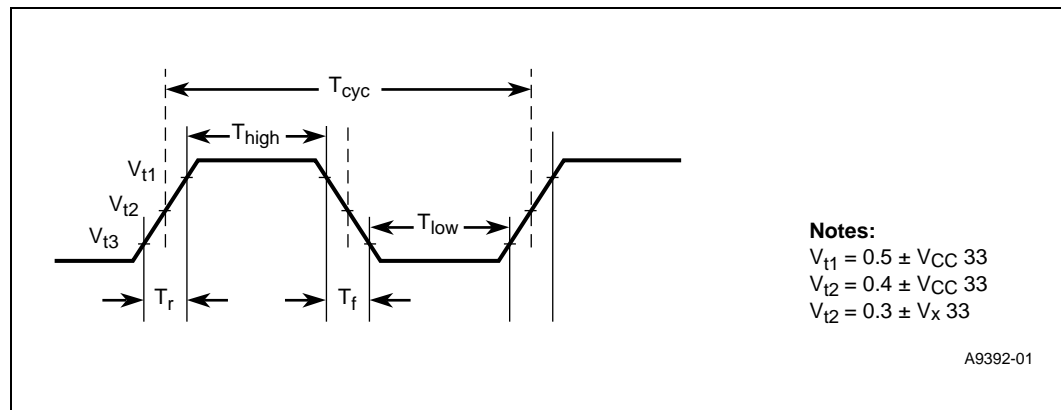 Tcyc
Thigh
Vt1
Vt2
Tlow
Vt3
Tr
Tf
Notes:
Vt1 = 0.5 ± VCC 33
Vt2 = 0.4 ± VCC 33
Vt2 = 0.3 ± Vx 33
A9392-01